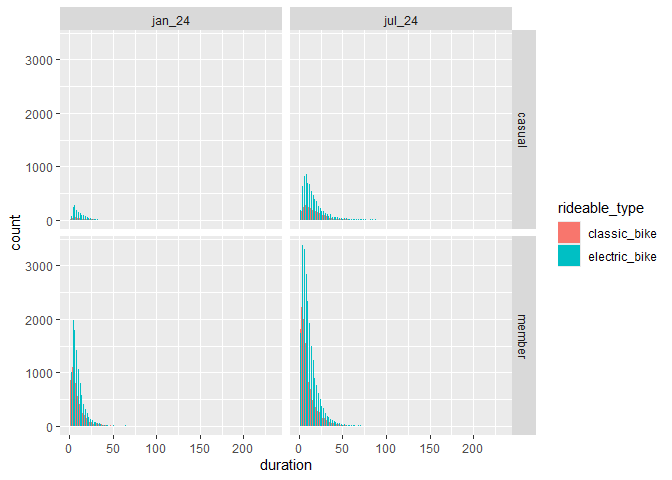 jan_24
jul_24
3000
2000
1000
0
casual
count
3000
2000
1000
0
member
0
50
100
150
200
0
50
100
150
200
duration
rideable_type
classic_bike
electric_bike